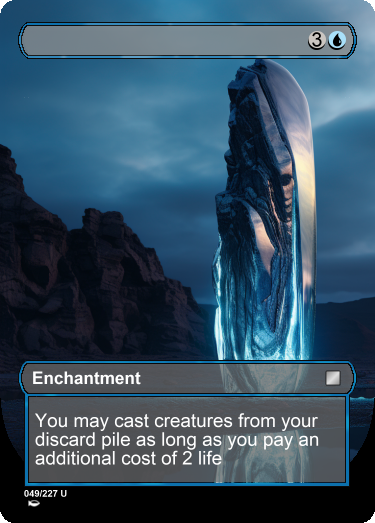 3
Enchantment
You may cast creatures from your
discard pile as long as you pay an
additional cost of 2 life
049/227 U